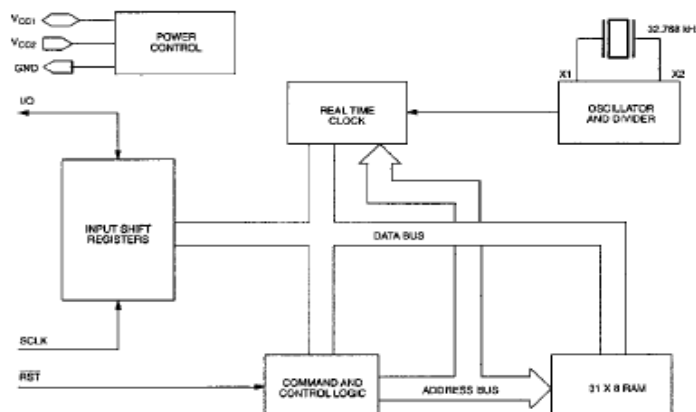 VCC1
VCC2
GND
POWER
CONTROL
32.768 kH
X1
X2
I/O
REAL TIME
CLOCK
OSCILLATOR
AND DIVIDER
INPUT SHIFT
REGISTERS
DATA BUS
SCLK
RST
COMMAND AND
CONTROL LOGIC
ADDRESS BUS
31 X 8 RAM